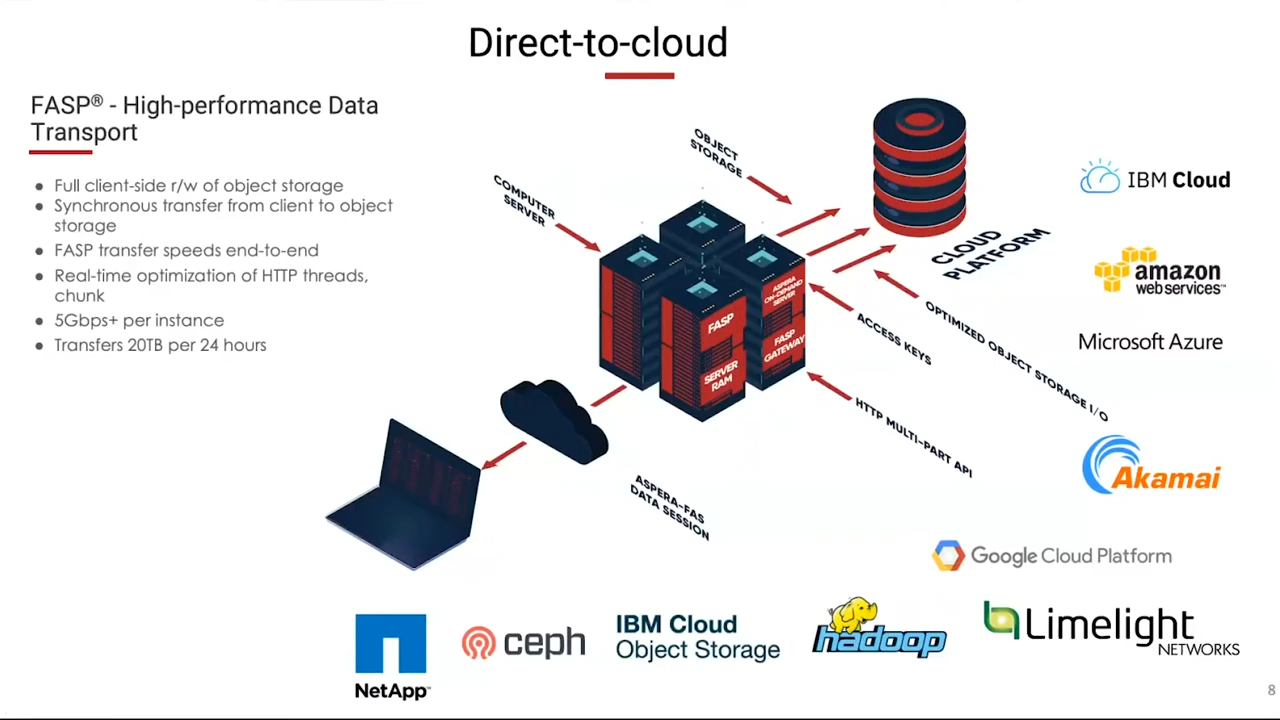 Direct-to-cloud
FASP® - High-performance Data
Transport
● Full client-side r/w of object storage
● Synchronous transfer from client to object
storage
● FASP transfer speeds end-to-end
● Real-time optimization of HTTP threads,
chunk
● 5Gbps+ per instance
● Transfers 20TB per 24 hours
OBJECT
STORAGE
COMPUTER
SERVER
CLOUD
PLATFORM
ASPERA
ON-DEMAND
SERVER
FASP
FASP
GATEWAY
SERVER
RAM
ACCESS KEYS
OPTIMIZED OBJECT STORAGE I/O
HTTP MULTI-PART API
ASPERA-FAS
DATA SESSION
IBM Cloud
amazon
webservices™
Microsoft Azure
Akamai
Google Cloud Platform
NetApp™
ceph
IBM Cloud
Object Storage
hadoop
Limelight
NETWORKS
8